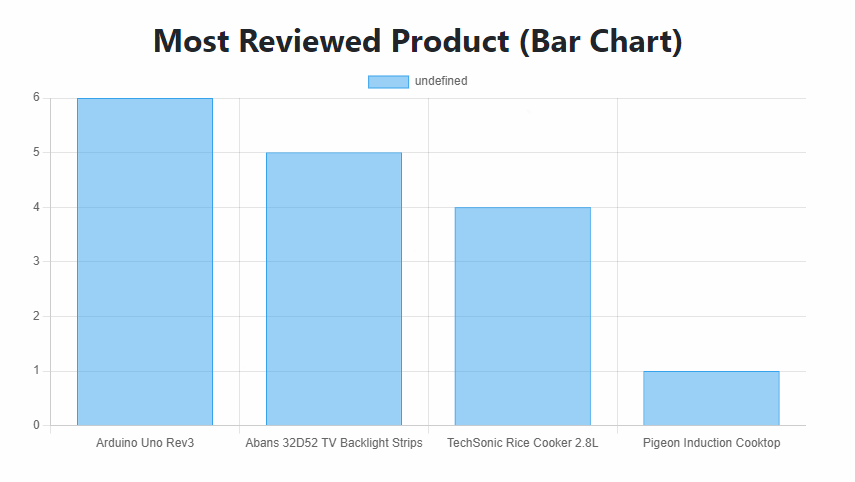 Most Reviewed Product (Bar Chart)
undefined
6
5
4
3
2
1
0
Arduino Uno Rev3
Abans 32D52 TV Backlight Strips
TechSonic Rice Cooker 2.8L
Pigeon Induction Cooktop